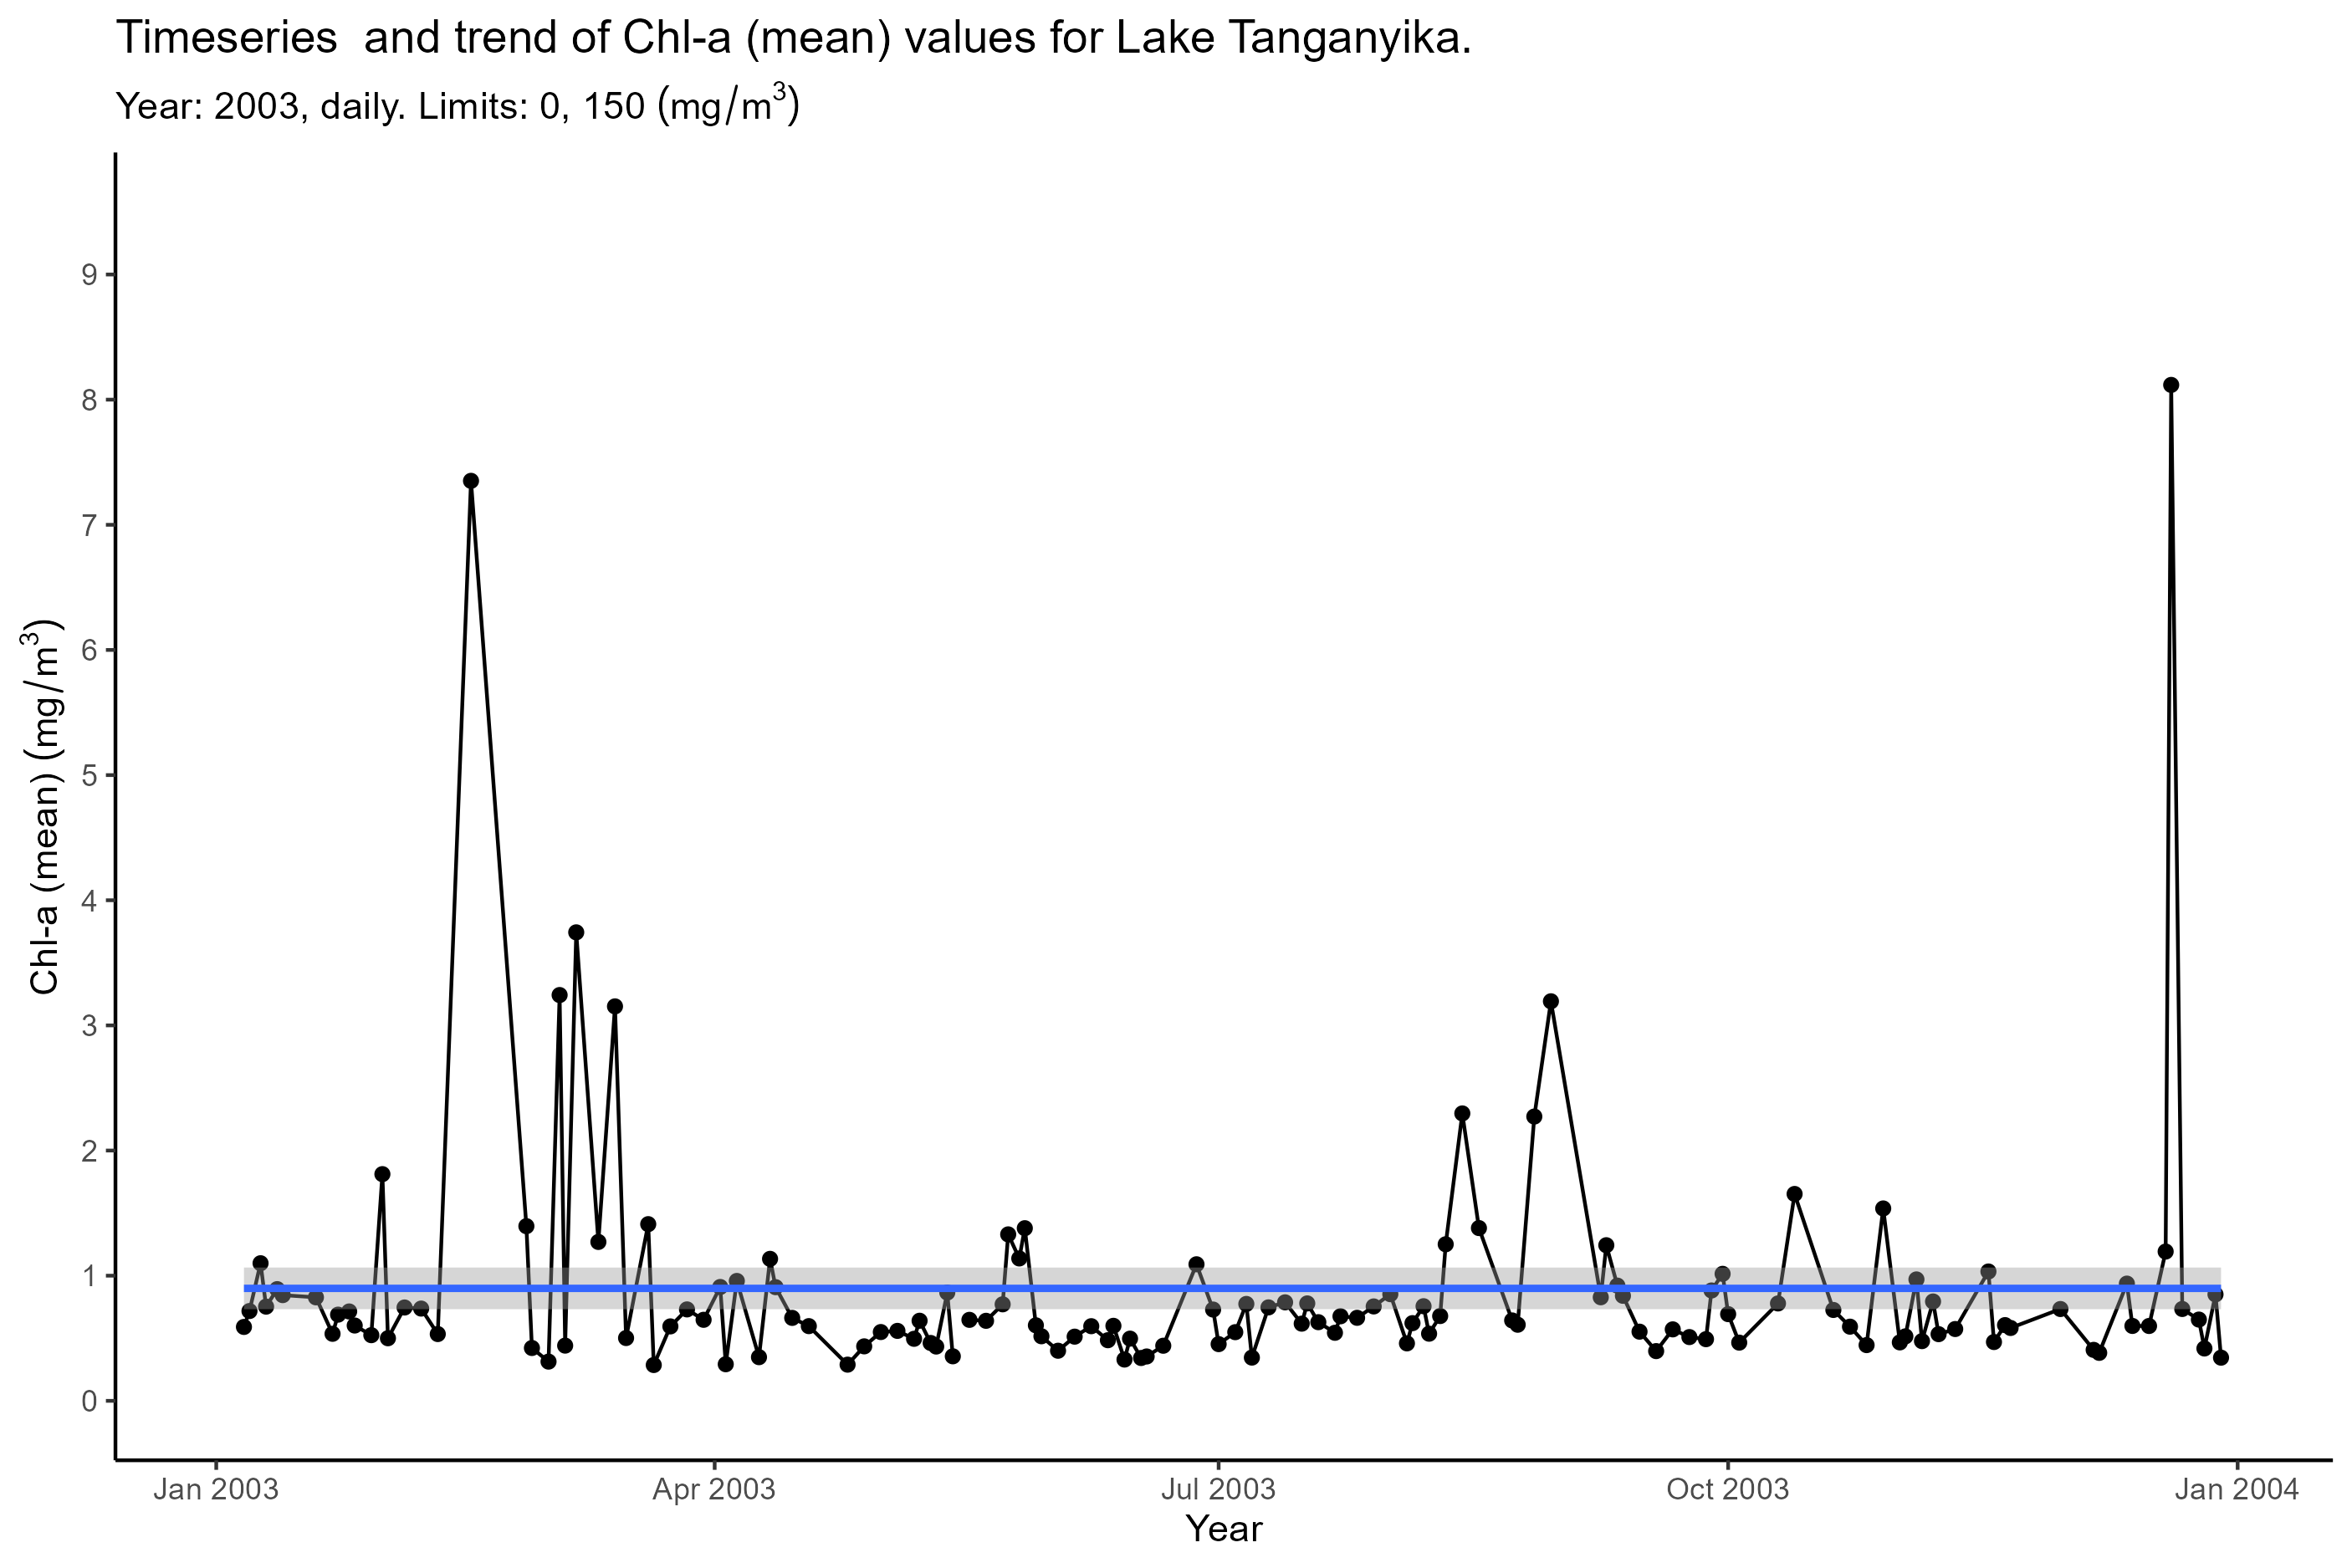 Timeseries  and trend of Chl-a (mean) values for Lake Tanganyika.
Year: 2003, daily. Limits: 0, 150 (mg/m³)
Chl-a (mean) (mg/m³)
9
8
7
6
5
4
3
2
1
0
Jan 2003
Apr 2003
Jul 2003
Oct 2003
Jan 2004
Year